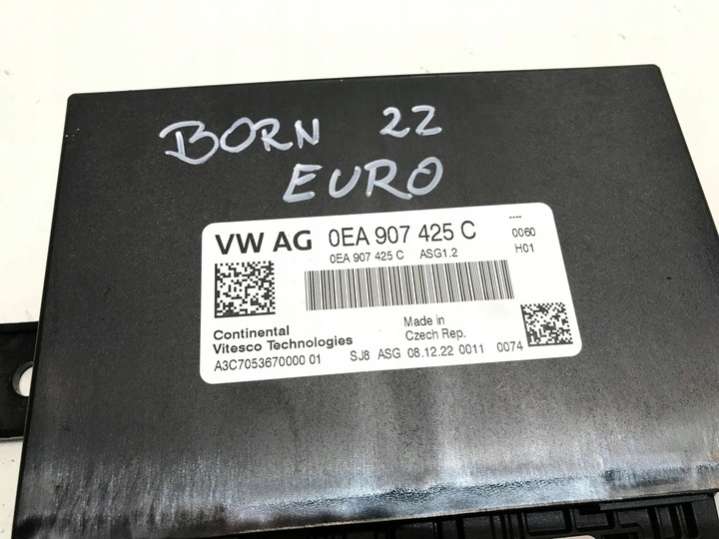 BORN 22
EURO
VW AG 0EA 907 425 C
0EA 907 425 C ASG1.2
----
0060
H01
Continental
Vitesco Technologies
A3C7053670000 01
Made in
Czech Rep.
SJ8 ASG 08.12.22 0011 0074